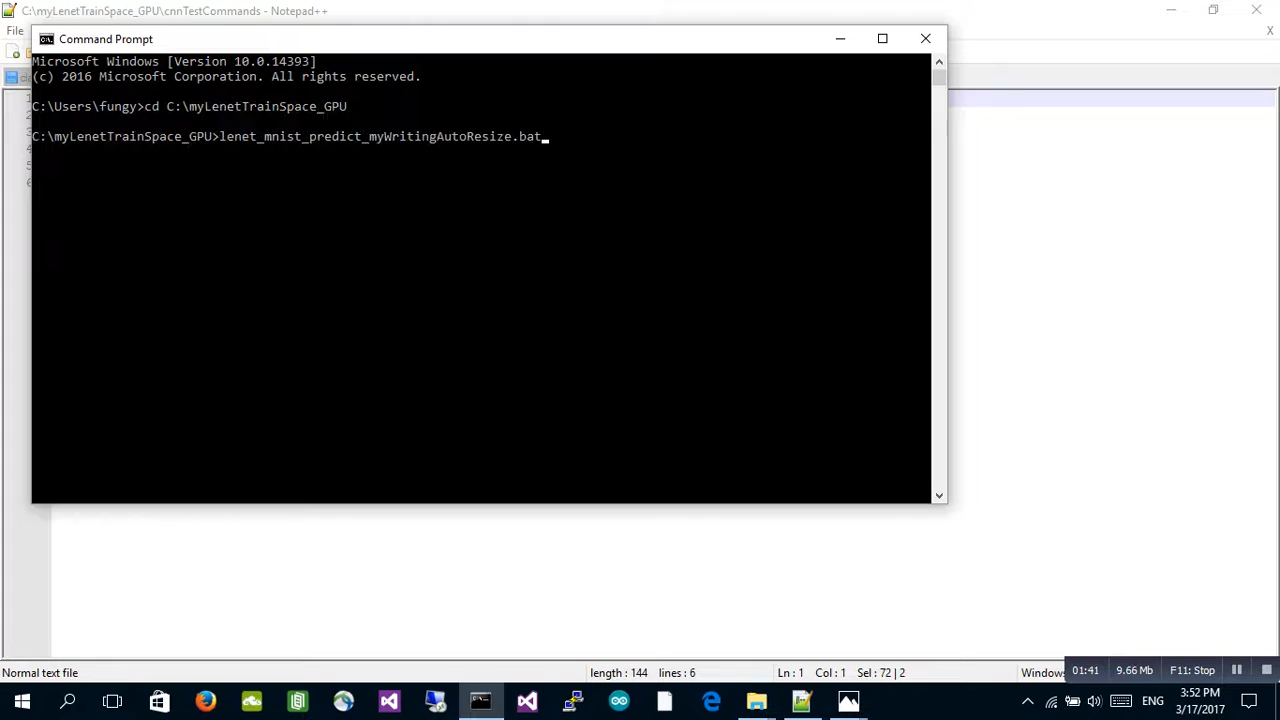 C:\myLenetTrainSpace_GPU\cnnTestCommands - Notepad++
File
Command Prompt
Microsoft Windows [Version 10.0.14393]
(c) 2016 Microsoft Corporation. All rights reserved.
C:\Users\fungy>cd C:\myLenetTrainSpace_GPU
C:\myLenetTrainSpace_GPU>lenet_mnist_predict_myWritingAutoResize.bat
Normal text file
length : 144 lines : 6
Ln : 1 Col : 1 Sel : 72 | 2
Windows
01:41
9.66 MB
F11: Stop
ENG
3:52 PM
3/17/2017